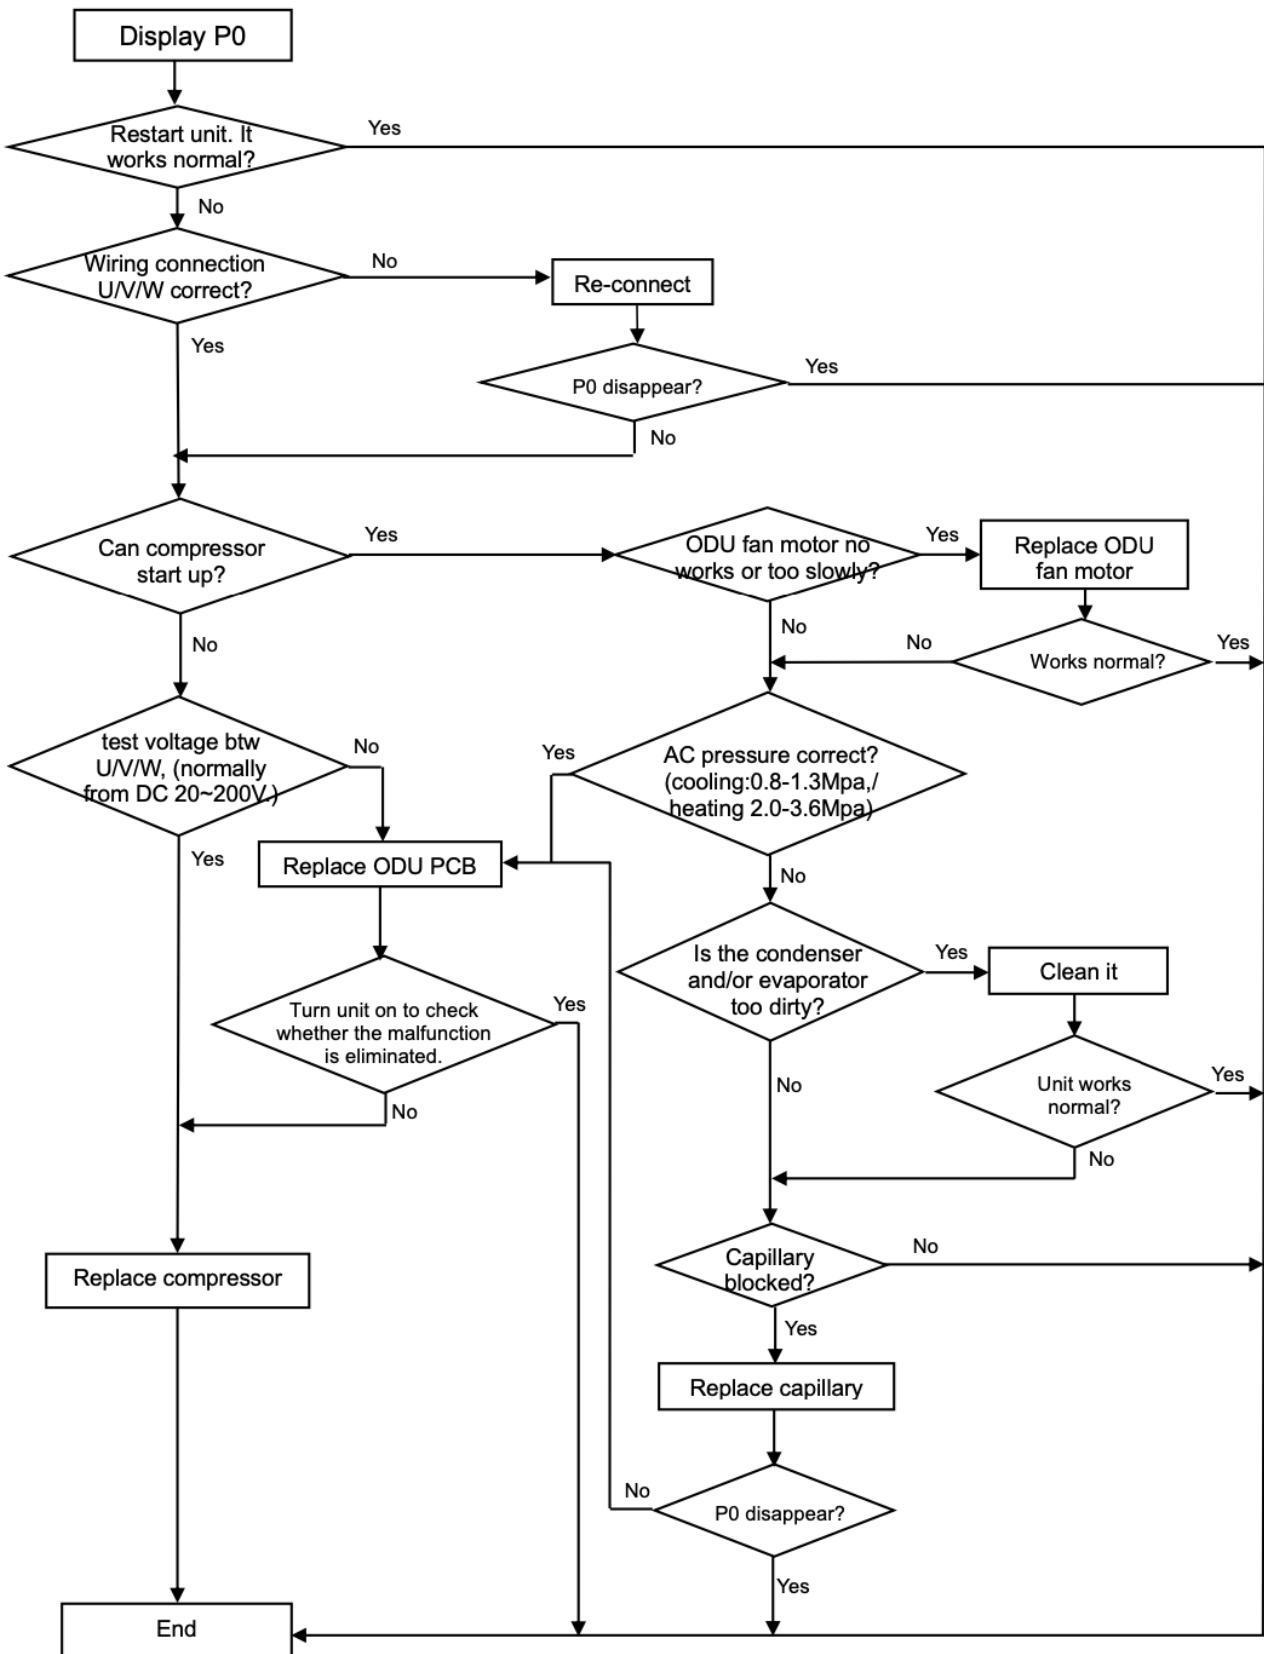 Display P0
Restart unit. It
works normal?
Yes
No
Wiring connection
U/V/W correct?
No
Re-connect
Yes
P0 disappear?
Yes
No
Can compressor
start up?
Yes
ODU fan motor no
works or too slowly?
Yes
Replace ODU
fan motor
No
No
Works normal?
No
Yes
test voltage btw
U/V/W, (normally
from DC 20~200V.)
No
Yes
AC pressure correct?
(cooling:0.8-1.3Mpa,/
heating 2.0-3.6Mpa)
Yes
Replace ODU PCB
No
Is the condenser
and/or evaporator
too dirty?
Yes
Clean it
Turn unit on to check
whether the malfunction
is eliminated.
Yes
No
No
Unit works
normal?
Yes
No
Capillary
blocked?
No
Replace compressor
Yes
Replace capillary
No
P0 disappear?
Yes
End